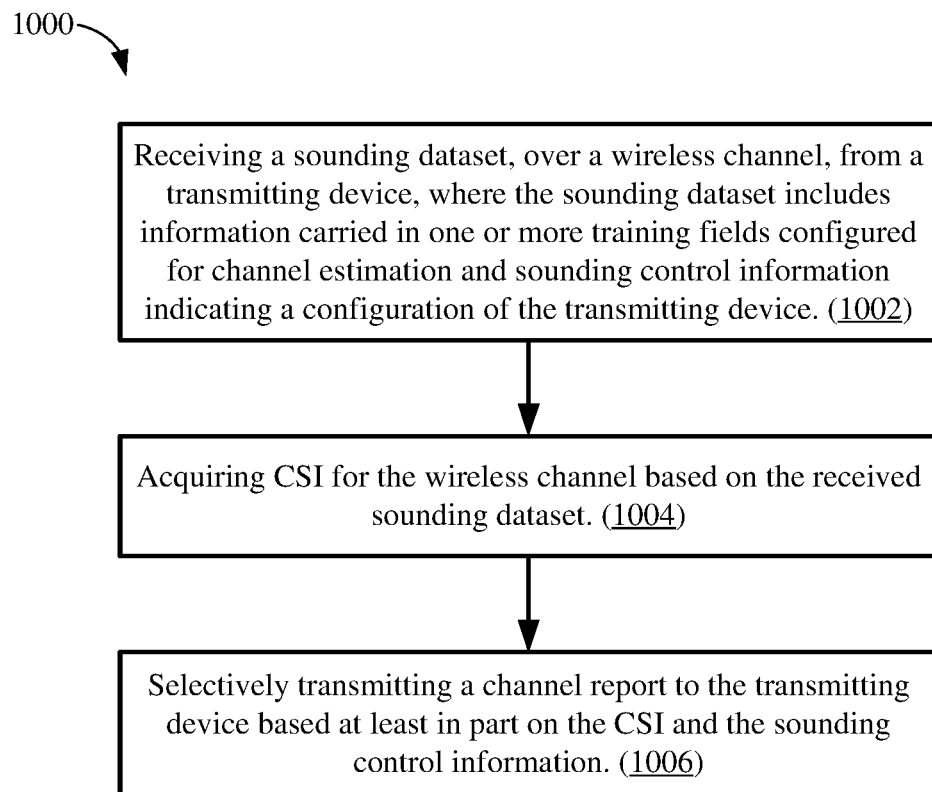 1000
Receiving a sounding dataset, over a wireless channel, from a
transmitting device, where the sounding dataset includes
information carried in one or more training fields configured
for channel estimation and sounding control information
indicating a configuration of the transmitting device. (1002)
Acquiring CSI for the wireless channel based on the received
sounding dataset. (1004)
Selectively transmitting a channel report to the transmitting
device based at least in part on the CSI and the sounding
control information. (1006)